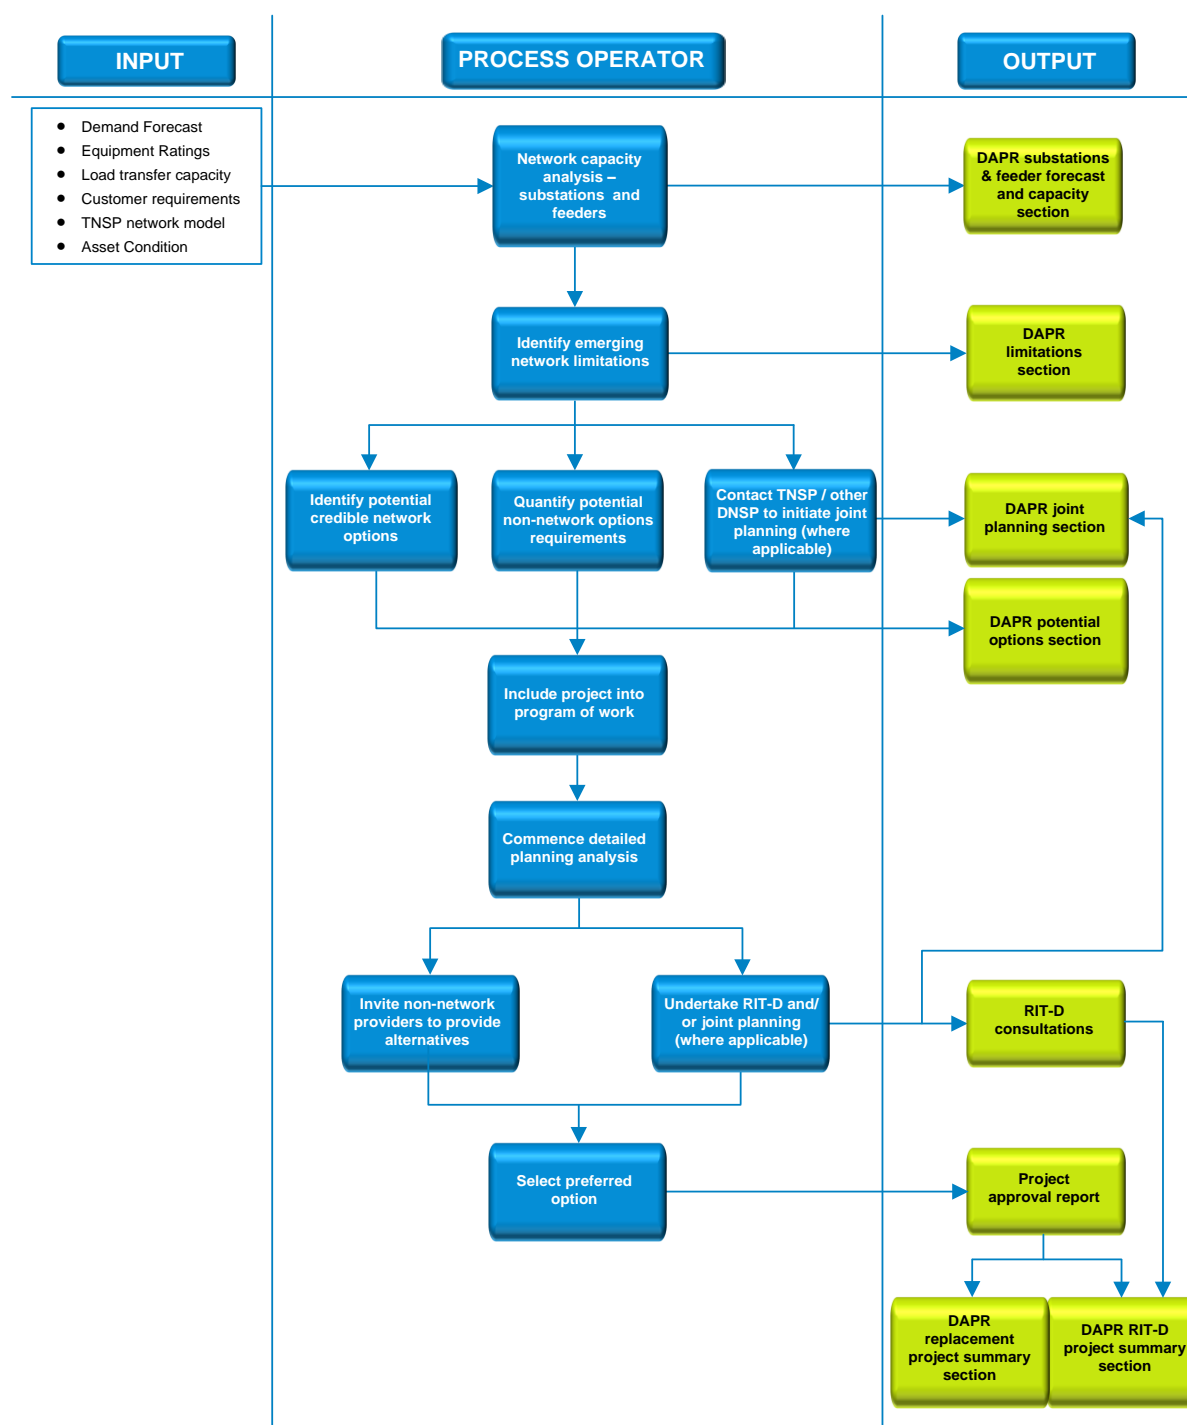 INPUT
PROCESS OPERATOR
OUTPUT
● Demand Forecast
● Equipment Ratings
● Load transfer capacity
● Customer requirements
● TNSP network model
● Asset Condition
Network capacity
analysis –
substations and
feeders
DAPR substations
& feeder forecast
and capacity
section
Identify emerging
network limitations
DAPR
limitations
section
Identify potential
credible network
options
Quantify potential
non-network options
requirements
Contact TNSP / other
DNSP to initiate joint
planning (where
applicable)
DAPR joint
planning section
DAPR potential
options section
Include project into
program of work
Commence detailed
planning analysis
Invite non-network
providers to provide
alternatives
Undertake RIT-D and/
or joint planning
(where applicable)
RIT-D
consultations
Select preferred
option
Project
approval report
DAPR
replacement
project summary
section
DAPR RIT-D
project summary
section